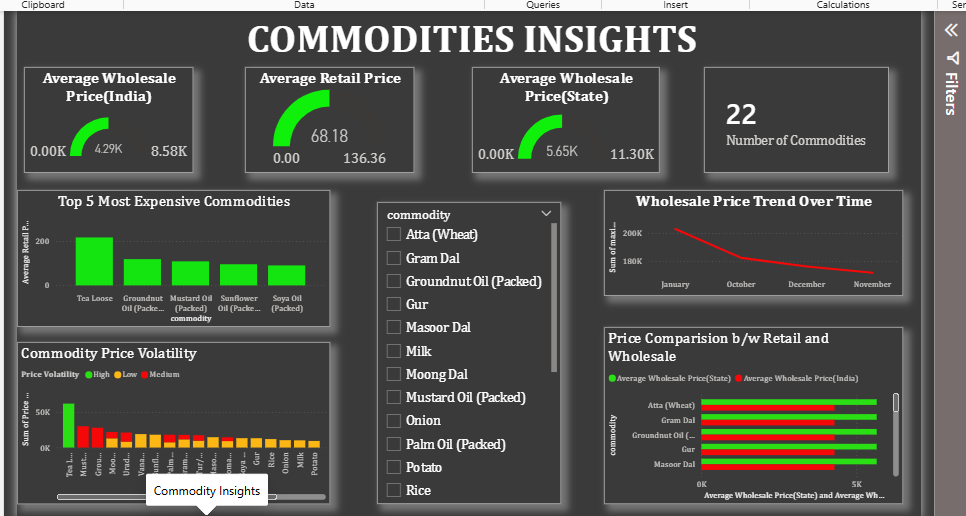 Clipboard
Data
Queries
Insert
Calculations
Ser
COMMODITIES INSIGHTS
Filters
Average Wholesale
Price(India)
0.00K
4.29K
8.58K
Average Retail Price
68.18
0.00
136.36
Average Wholesale
Price(State)
0.00K
5.65K
11.30K
22
Number of Commodities
Top 5 Most Expensive Commodities
Average Retail P...
200
0
Tea Loose
Groundnut
Oil (Packe...
Mustard Oil
(Packed)
Sunflower
Oil (Packe...
Soya Oil
(Packed)
commodity
commodity
Atta (Wheat)
Gram Dal
Groundnut Oil (Packed)
Gur
Masoor Dal
Milk
Moong Dal
Mustard Oil (Packed)
Onion
Palm Oil (Packed)
Potato
Rice
Wholesale Price Trend Over Time
Sum of maxi...
200K
180K
January
October
December
November
Commodity Price Volatility
Price Volatility
High
Low
Medium
Sum of Price ...
50K
0K
Tea L...
Must...
Grou...
Moo...
Urad...
Vana...
Sunfl...
Palm ...
Gram...
Tur/...
Maso...
Toma...
Soya ...
Gur
Rice
Onion
Milk
Potato
Commodity Insights
Price Comparision b/w Retail and
Wholesale
Average Wholesale Price(State)
Average Wholesale Price(India)
commodity
Atta (Wheat)
Gram Dal
Groundnut Oil (...
Gur
Masoor Dal
0K
5K
Average Wholesale Price(State) and Average Wh...